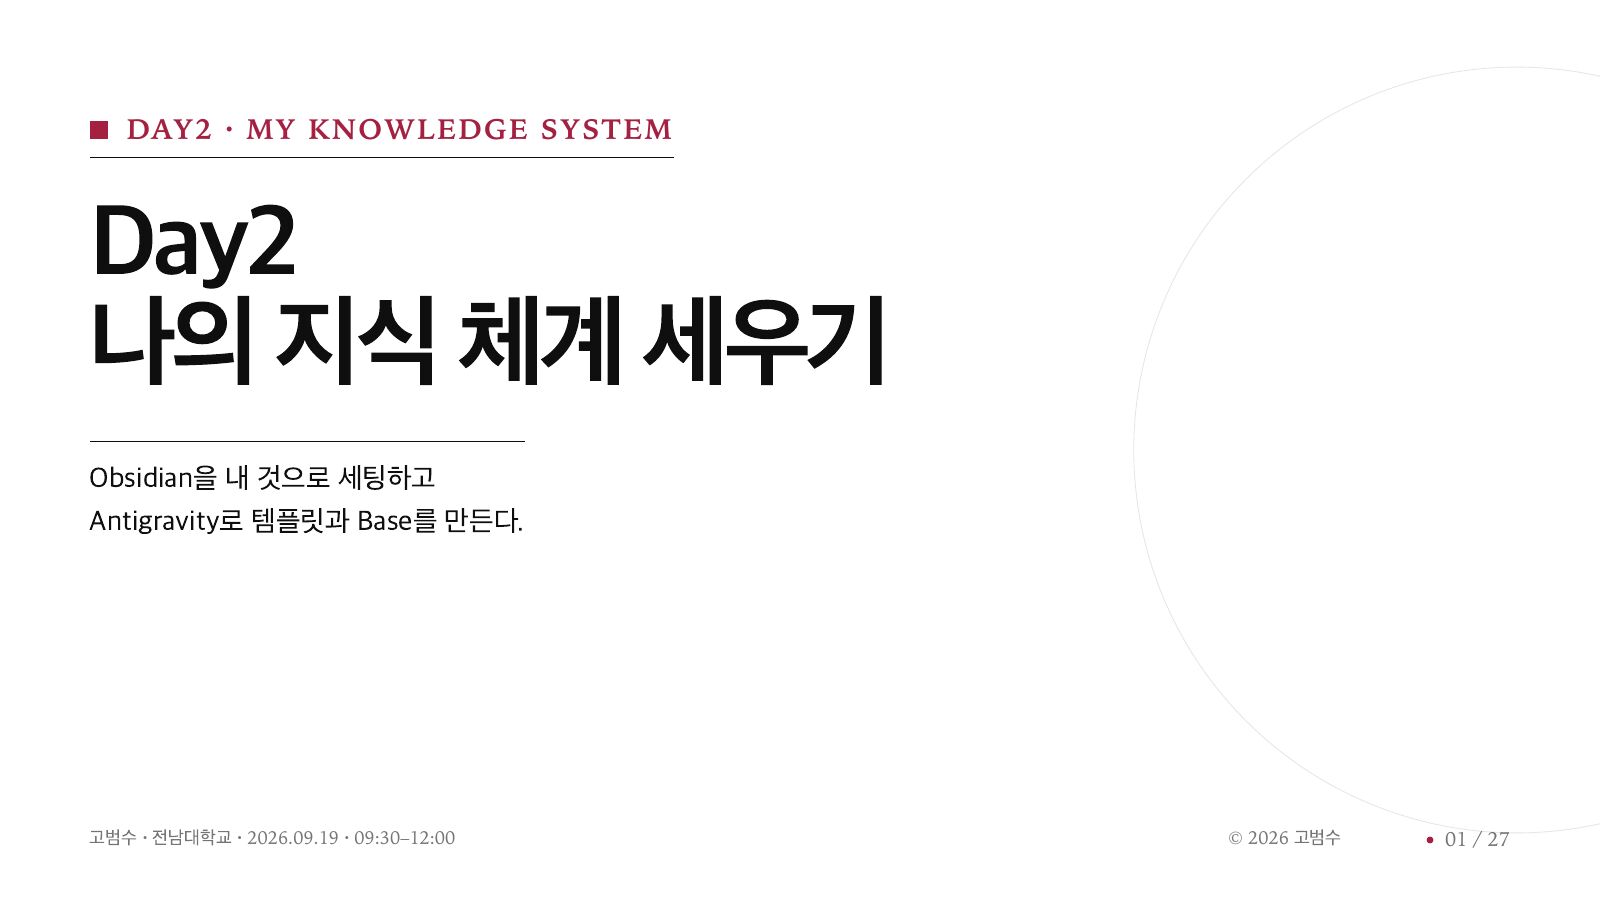 DAY2 · MY KNOWLEDGE SYSTEM
Day2
나의 지식 체계 세우기
Obsidian을 내 것으로 세팅하고
Antigravity로 템플릿과 Base를 만든다.
고범수 · 전남대학교 · 2026.09.19 · 09:30–12:00
© 2026 고범수
01 / 27